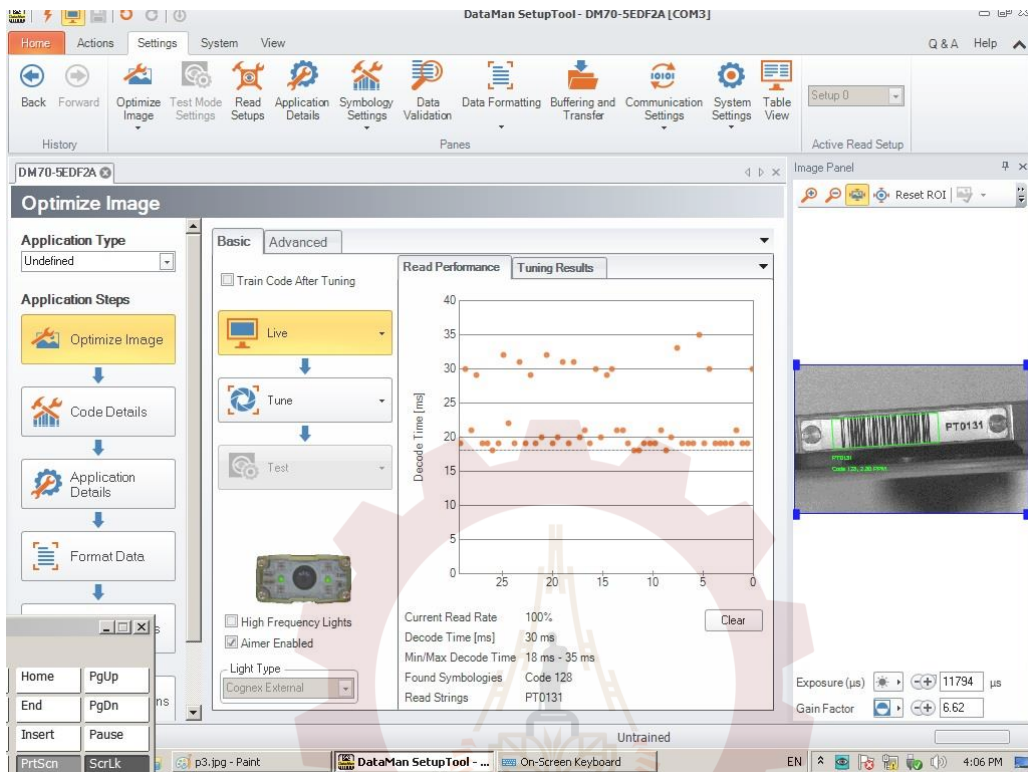 DataMan SetupTool - DM70-5EDF2A [COM3]
Home Actions Settings System View Q & A Help
Back Forward Optimize Image Test Mode Settings Read Setups Application Details Symbology Settings Data Validation Data Formatting Buffering and Transfer Communication Settings System Settings Table View Setup 0
History Panes Active Read Setup
DM70-5EDF2A Image Panel
Optimize Image Reset ROI
Application Type
Undefined
Application Steps
Optimize Image
Code Details
Application Details
Format Data
Basic Advanced
Train Code After Tuning
Live
Tune
Test
High Frequency Lights
Aimer Enabled
Light Type
Cognex External
Read Performance Tuning Results
Decode Time [ms]
40
35
30
25
20
15
10
5
0
25 20 15 10 5 0
Current Read Rate 100% Clear
Decode Time [ms] 30 ms
Min/Max Decode Time 18 ms - 35 ms
Found Symbologies Code 128
Read Strings PT0131
PT0131
PT0131
Exposure (µs) 11794 µs
Gain Factor 6.62
Untrained
Home PgUp
End PgDn
Insert Pause
PrtScn ScrLk
p3.jpg - Paint DataMan SetupTool - ... On-Screen Keyboard EN 4:06 PM